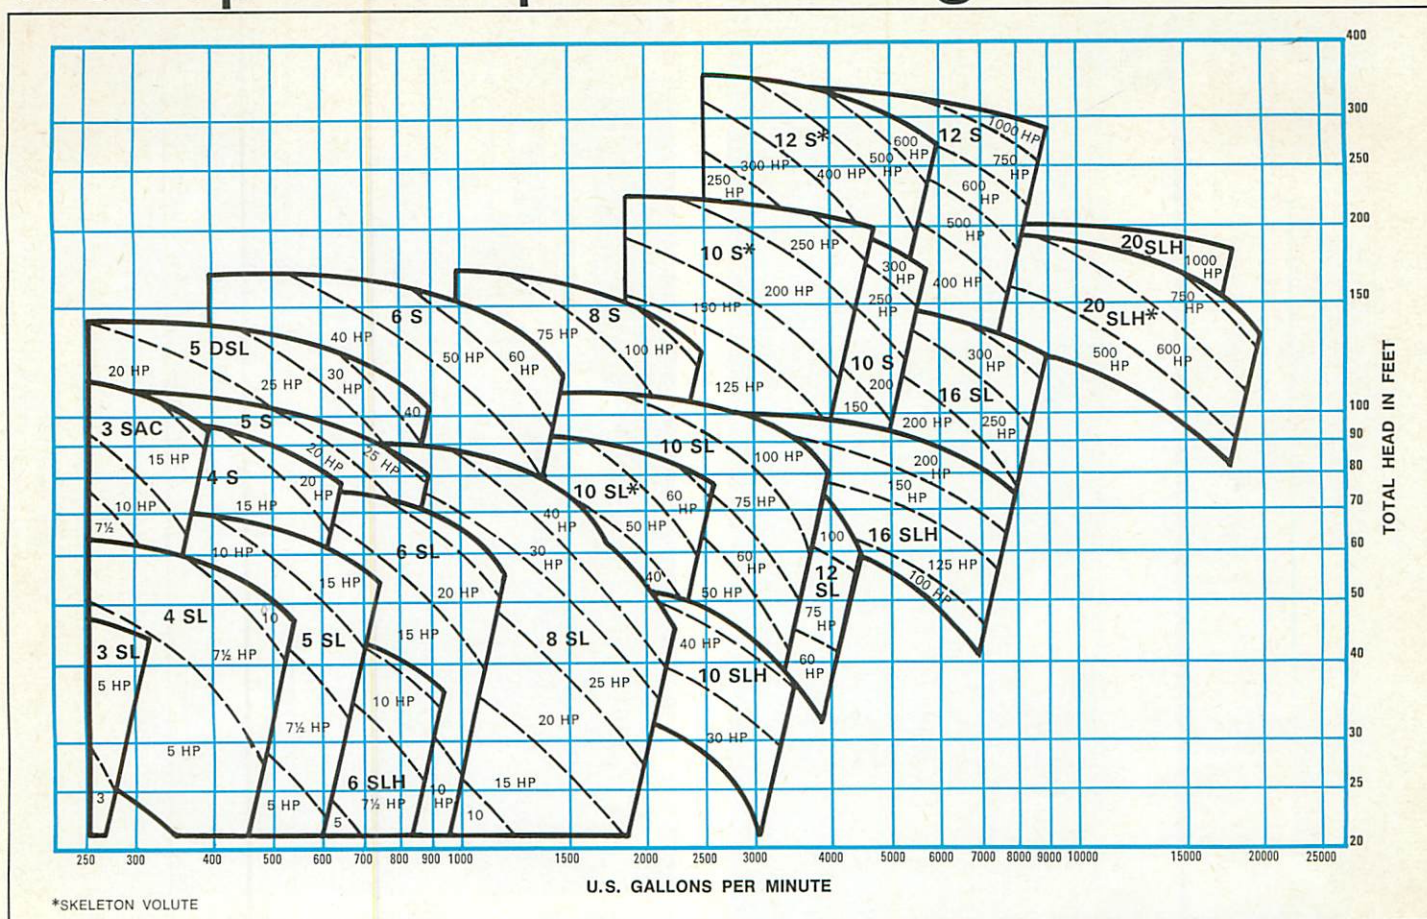 400
300
250
200
150
100
90
80
70
60
50
40
30
25
20
TOTAL HEAD IN FEET
12 S*
300 HP
250 HP
400 HP
500 HP
600 HP
12 S
1000 HP
750 HP
600 HP
500 HP
400 HP
20 SLH
1000 HP
750 HP
20 SLH*
600 HP
500 HP
10 S*
250 HP
200 HP
150 HP
125 HP
10 S
300 HP
250 HP
200
150
16 SL
300 HP
250 HP
200 HP
8 S
75 HP
100 HP
6 S
40 HP
50 HP
60 HP
5 DSL
20 HP
25 HP
30 HP
40
5 S
20 HP
25 HP
3 SAC
15 HP
10 HP
7½
4 S
20 HP
15 HP
10 HP
10 SL
100 HP
75 HP
60 HP
50 HP
10 SL*
60 HP
50 HP
40
16 SLH
200 HP
150 HP
125 HP
100 HP
12 SL
100
75 HP
60 HP
8 SL
40 HP
30 HP
25 HP
20 HP
15 HP
10
6 SL
20 HP
15 HP
10 HP
5 SL
15 HP
7½ HP
5 HP
5
4 SL
10
7½ HP
5 HP
3 SL
5 HP
3
6 SLH
10 HP
7½ HP
10 SLH
40 HP
30 HP
250 300 400 500 600 700 800 900 1000 1500 2000 2500 3000 4000 5000 6000 7000 8000 9000 10000 15000 20000 25000
U.S. GALLONS PER MINUTE
*SKELETON VOLUTE